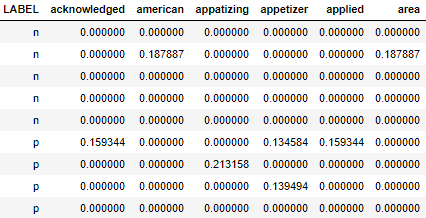 LABEL acknowledged american appatizing appetizer applied area
n 0.000000 0.000000 0.000000 0.000000 0.000000 0.000000
n 0.000000 0.187887 0.000000 0.000000 0.000000 0.187887
n 0.000000 0.000000 0.000000 0.000000 0.000000 0.000000
n 0.000000 0.000000 0.000000 0.000000 0.000000 0.000000
n 0.000000 0.000000 0.000000 0.000000 0.000000 0.000000
p 0.159344 0.000000 0.000000 0.134584 0.159344 0.000000
p 0.000000 0.000000 0.213158 0.000000 0.000000 0.000000
p 0.000000 0.000000 0.000000 0.139494 0.000000 0.000000
p 0.000000 0.000000 0.000000 0.000000 0.000000 0.000000